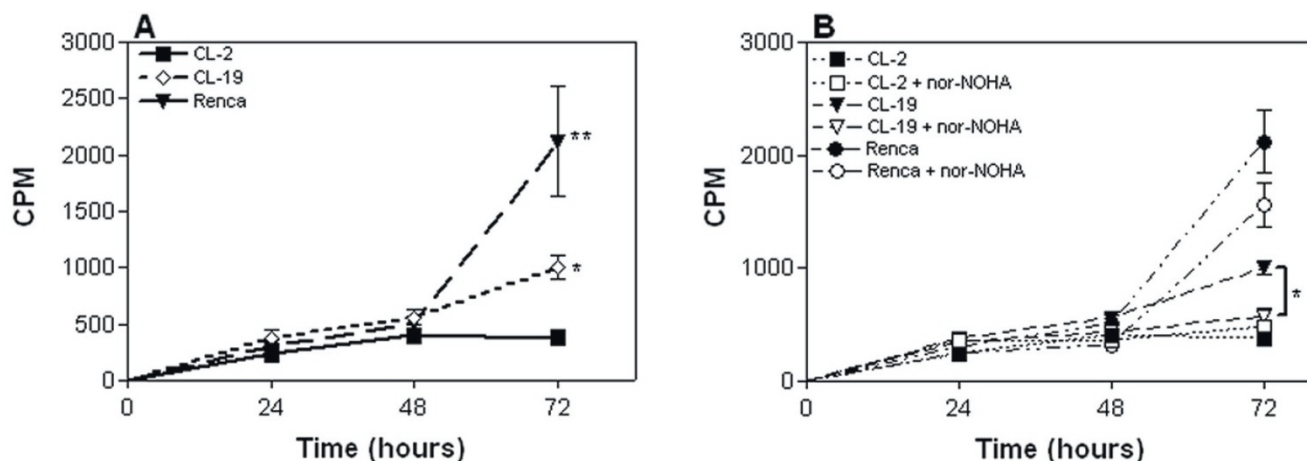 A
3000
2500
2000
1500
1000
500
0
CPM
CL-2
CL-19
Renca
**
*
0 24 48 72
Time (hours)
B
3000
2000
1000
0
CPM
CL-2
CL-2 + nor-NOHA
CL-19
CL-19 + nor-NOHA
Renca
Renca + nor-NOHA
*
0 24 48 72
Time (hours)